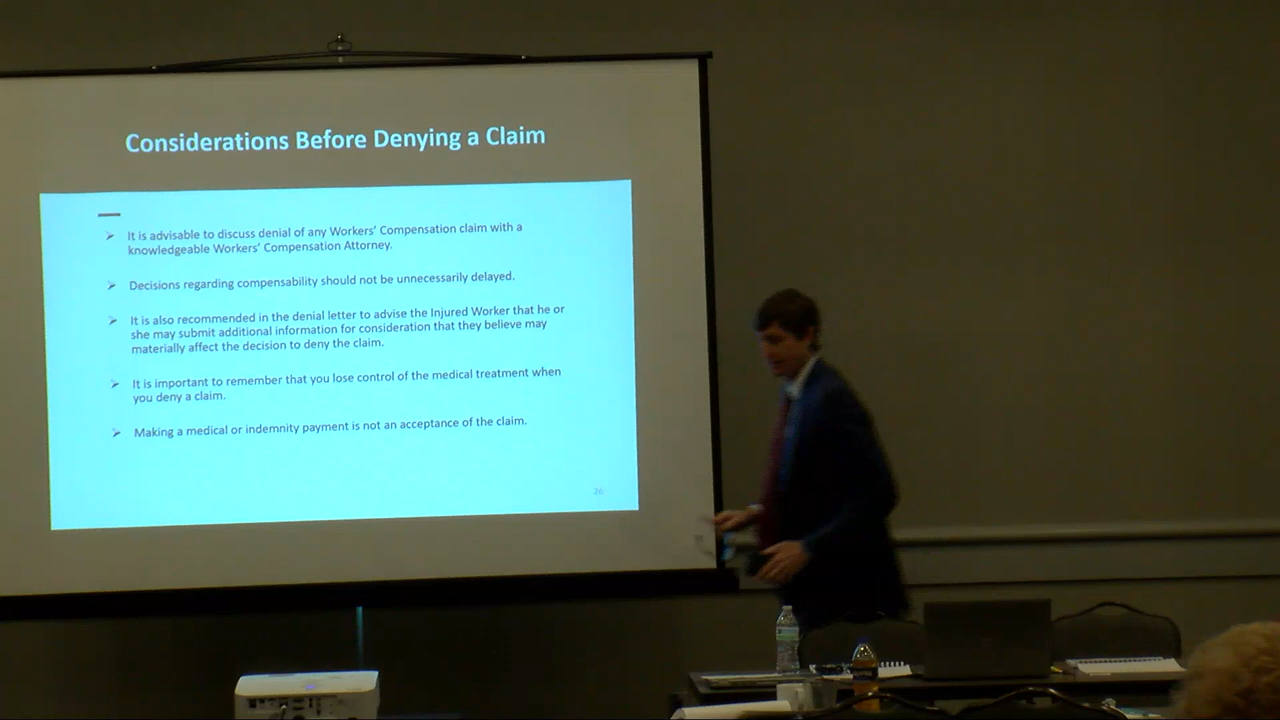 Considerations Before Denying a Claim
It is advisable to discuss denial of any Workers' Compensation claim with a
knowledgeable Workers' Compensation Attorney.
Decisions regarding compensability should not be unnecessarily delayed.
It is also recommended in the denial letter to advise the Injured Worker that he or
she may submit additional information for consideration that they believe may
materially affect the decision to deny the claim.
It is important to remember that you lose control of the medical treatment when
you deny a claim.
Making a medical or indemnity payment is not an acceptance of the claim.
26